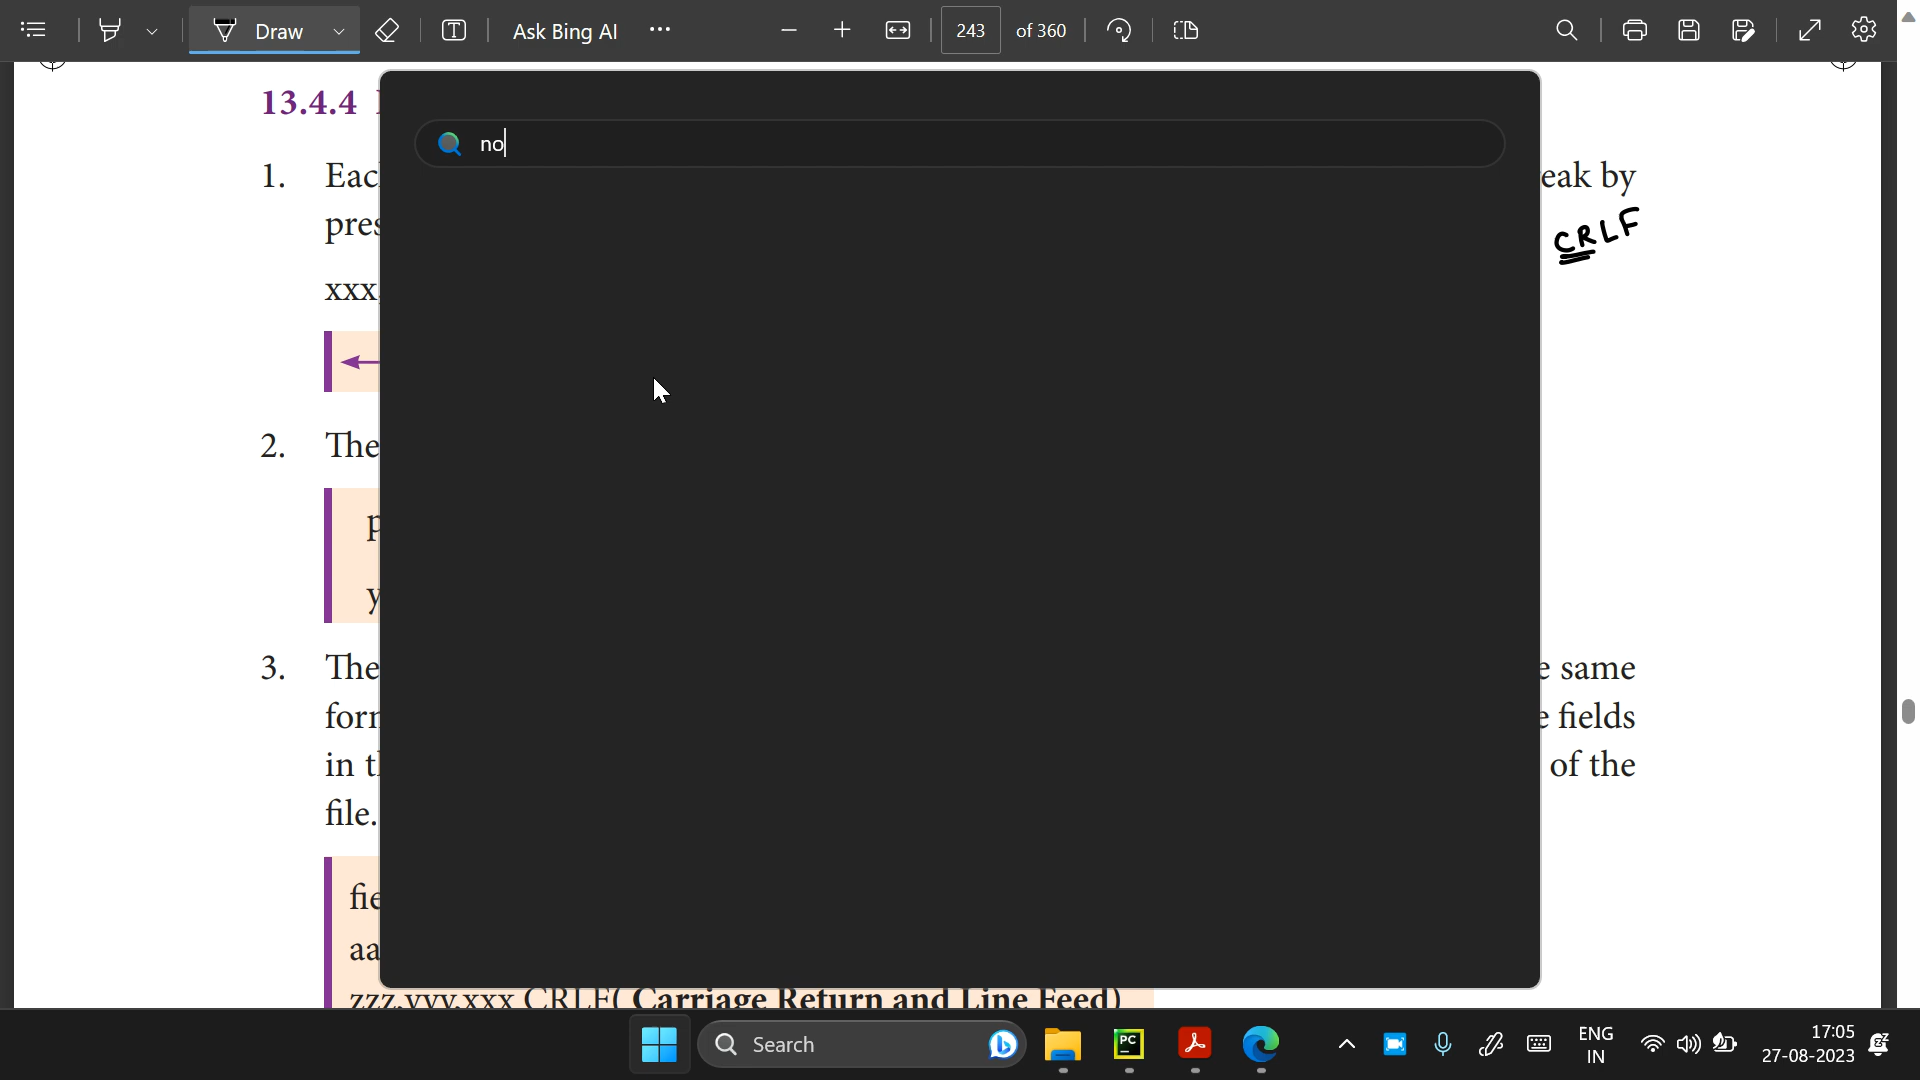 Draw
Ask Bing AI
243 of 360
13.4.4
no
1. Eac eak by
pres
CRLF
xxx,
2. The
p
y
3. The e same
for e fields
in t of the
file.
fie
aa
zzz,yyy,xxx CRLF( Carriage Return and Line Feed)
Search
PC
ENG
IN
17:05
27-08-2023